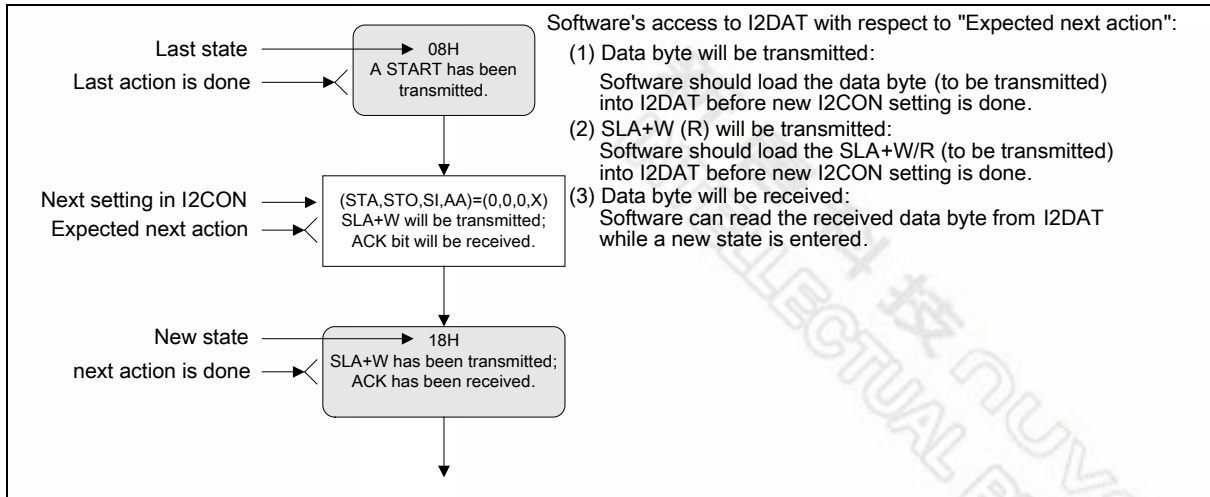 Software's access to I2DAT with respect to "Expected next action":
(1) Data byte will be transmitted:
Software should load the data byte (to be transmitted)
into I2DAT before new I2CON setting is done.
(2) SLA+W (R) will be transmitted:
Software should load the SLA+W/R (to be transmitted)
into I2DAT before new I2CON setting is done.
(3) Data byte will be received:
Software can read the received data byte from I2DAT
while a new state is entered.
Last state
Last action is done
08H
A START has been
transmitted.
Next setting in I2CON
Expected next action
(STA,STO,SI,AA)=(0,0,0,X)
SLA+W will be transmitted;
ACK bit will be received.
New state
next action is done
18H
SLA+W has been transmitted;
ACK has been received.